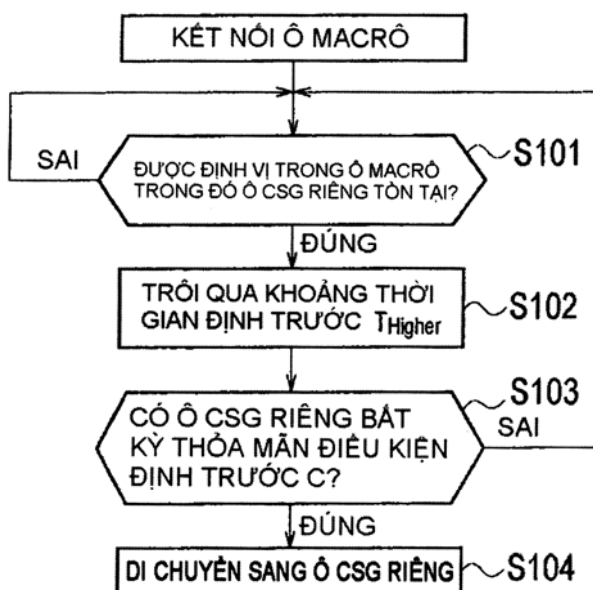 KẾT NỐI Ô MACRÔ
SAI
ĐƯỢC ĐỊNH VỊ TRONG Ô MACRÔ
TRONG ĐÓ Ô CSG RIÊNG TỒN TẠI?
S101
ĐÚNG
TRÔI QUA KHOẢNG THỜI
GIAN ĐỊNH TRƯỚC THigher
S102
CÓ Ô CSG RIÊNG BẤT
KỲ THỎA MÃN ĐIỀU KIỆN
ĐỊNH TRƯỚC C?
S103
SAI
ĐÚNG
DI CHUYỂN SANG Ô CSG RIÊNG
S104